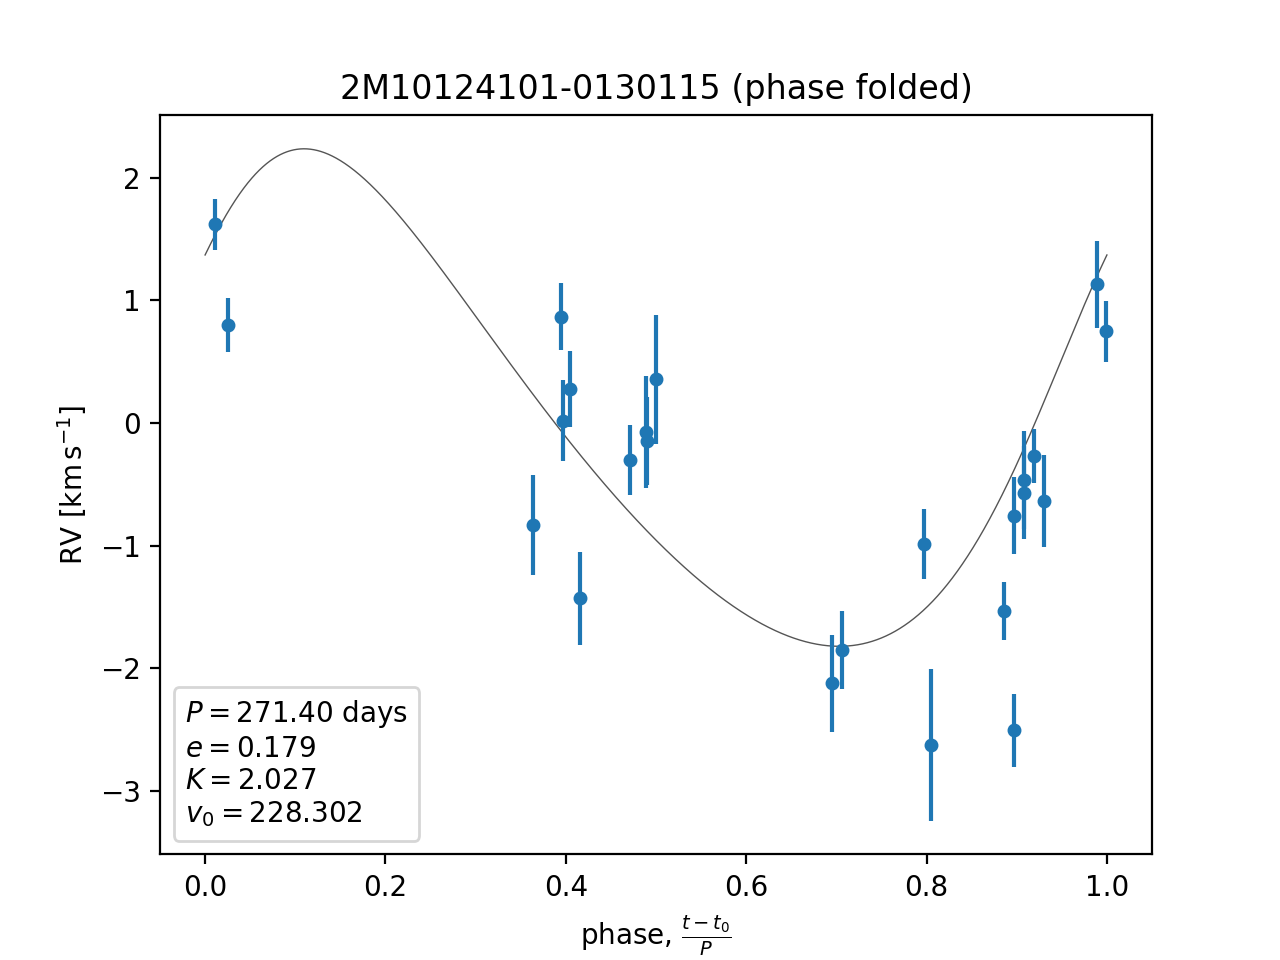 2M10124101-0130115 (phase folded)
RV [km s⁻¹]
2
1
0
−1
−2
−3
P = 271.40 days
e = 0.179
K = 2.027
v₀ = 228.302
0.0 0.2 0.4 0.6 0.8 1.0
phase, (t − t₀)/P